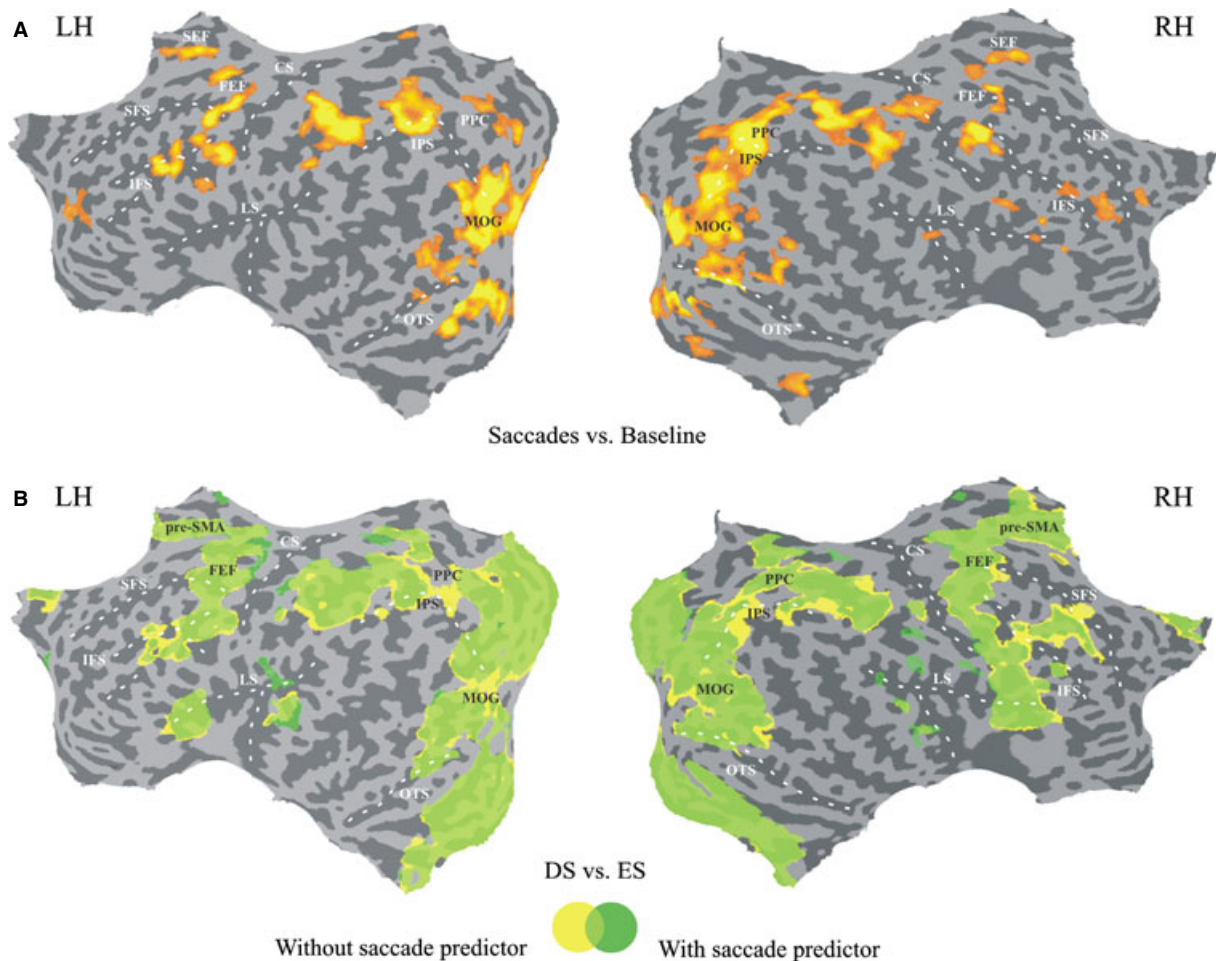 A LH RH
SEF SEF
CS CS
FEF FEF
SFS PPC PPC SFS
IPS IPS
IFS IFS
LS LS
MOG MOG
OTS OTS
Saccades vs. Baseline
B LH RH
pre-SMA pre-SMA
CS CS
FEF FEF
SFS PPC PPC SFS
IPS IPS
IFS IFS
LS LS
MOG MOG
OTS OTS
DS vs. ES
Without saccade predictor With saccade predictor